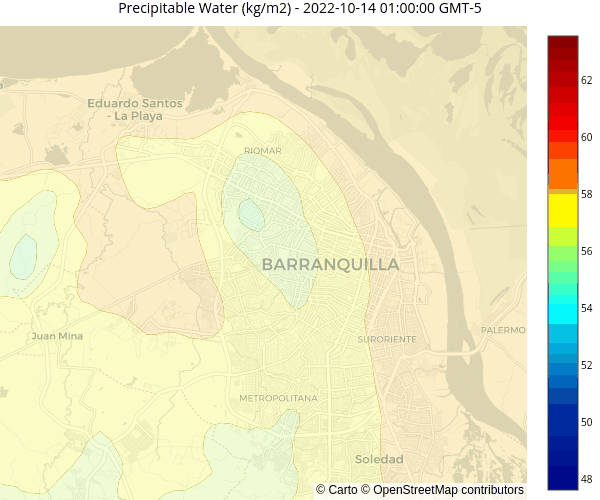 Precipitable Water (kg/m2) - 2022-10-14 01:00:00 GMT-5
Eduardo Santos
- La Playa
RIOMAR
BARRANQUILLA
Juan Mina
SURORIENTE
PALERMO
METROPOLITANA
Soledad
© Carto © OpenStreetMap contributors
62
60
58
56
54
52
50
48